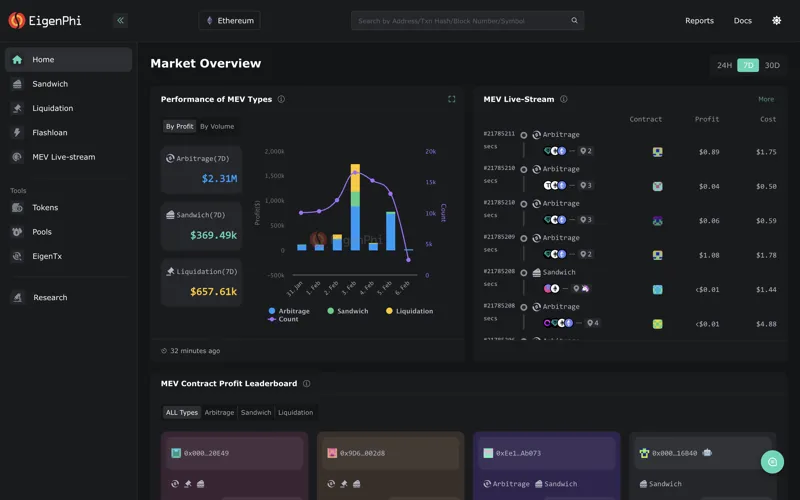 EigenPhi
Ethereum
Search by Address/Txn Hash/Block Number/Symbol
Reports
Docs
Home
Sandwich
Liquidation
Flashloan
MEV Live-stream
Tools
Tokens
Pools
EigenTx
Research
Market Overview
24H 7D 30D
Performance of MEV Types
By Profit By Volume
Arbitrage(7D)
$2.31M
Sandwich(7D)
$369.49k
Liquidation(7D)
$657.61k
Profit($)
2,000k
1,500k
1,000k
500k
0
−500k
20k
15k
10k
5k
0
Count
31. Jan
1. Feb
2. Feb
3. Feb
4. Feb
5. Feb
6. Feb
EigenPhi
Arbitrage Sandwich Liquidation
Count
32 minutes ago
MEV Live-Stream
More
Contract Profit Cost
#21785211 Arbitrage
secs
2 $0.89 $1.75
#21785210 Arbitrage
secs
3 $0.04 $0.50
#21785210 Arbitrage
secs
3 $0.06 $0.59
#21785209 Arbitrage
secs
2 $1.08 $1.78
#21785208 Sandwich
secs
<$0.01 $1.44
#21785208 Arbitrage
secs
4 <$0.01 $4.88
MEV Contract Profit Leaderboard
ALL Types Arbitrage Sandwich Liquidation
0x000...20E49
0x9D6...002d8
0xEe1...Ab073
Arbitrage Sandwich
0x000...16B40
Sandwich